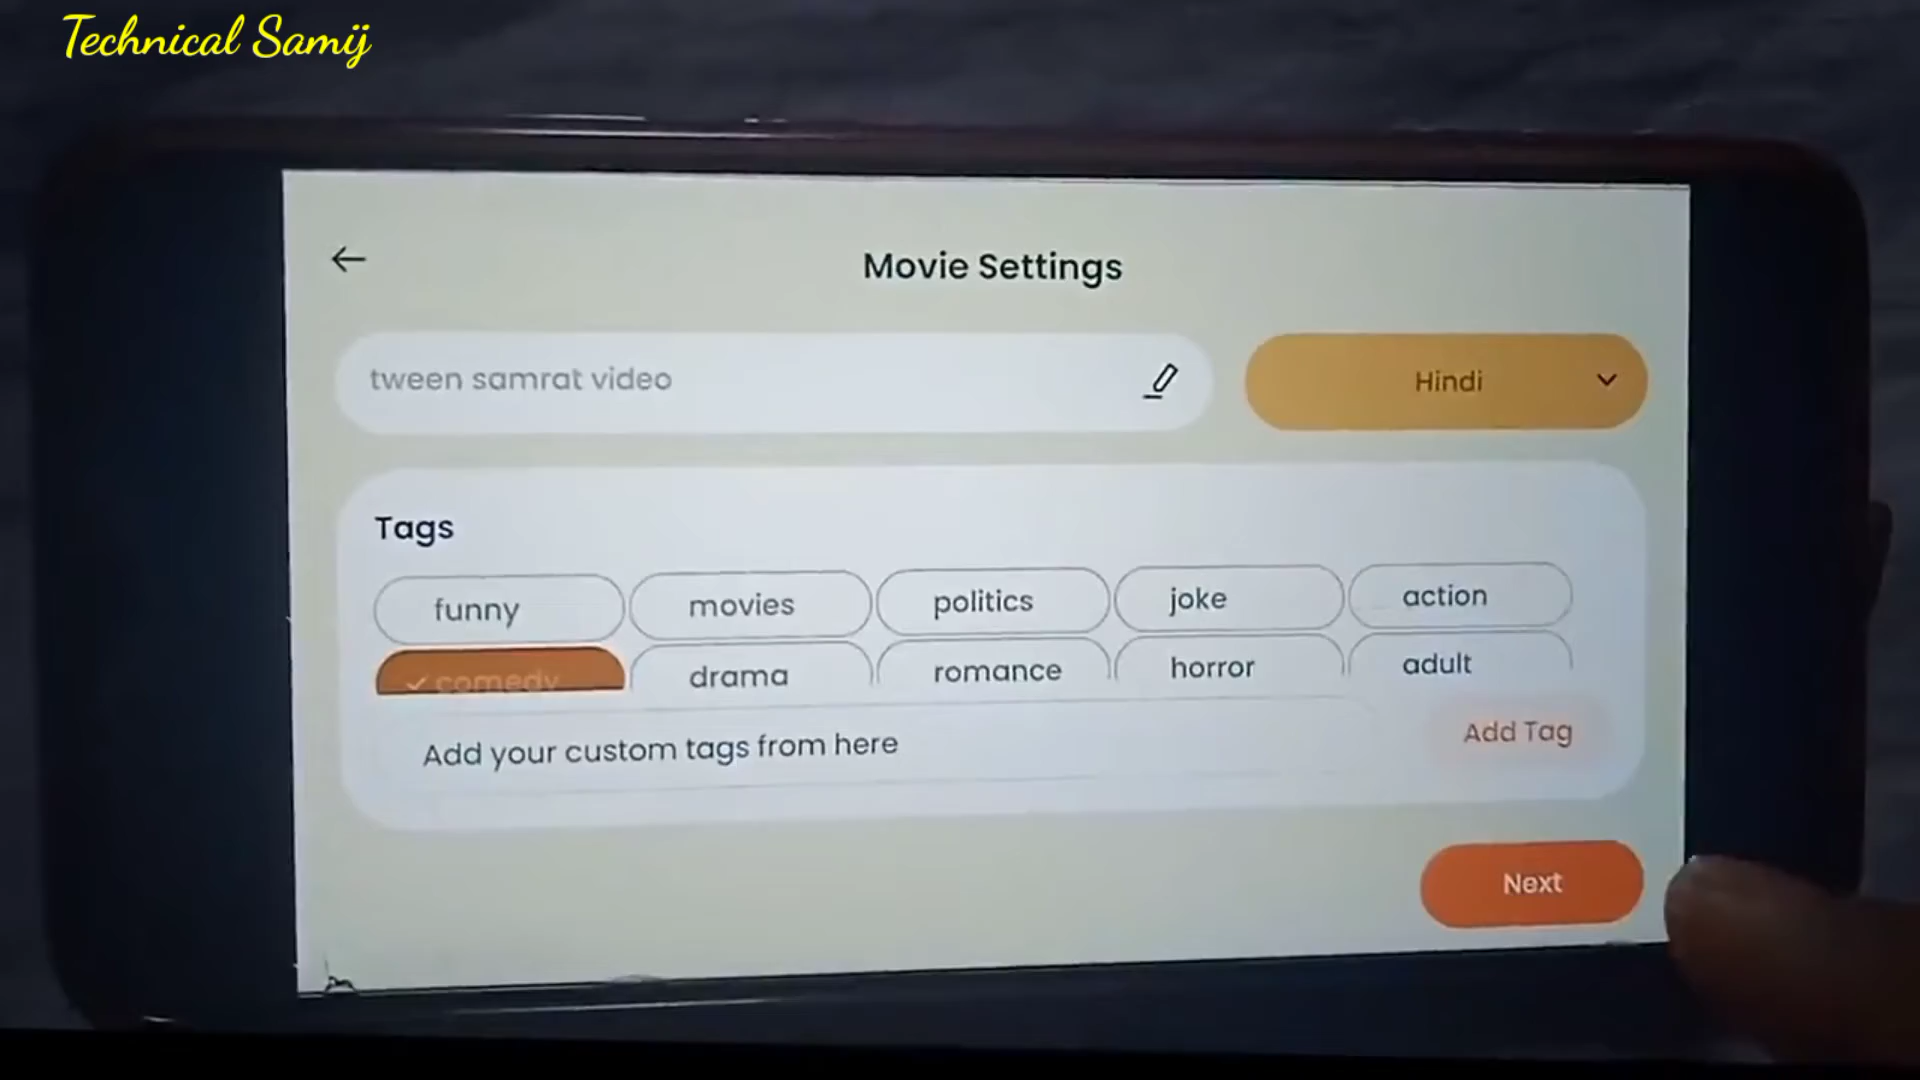 Technical Samij
Movie Settings
tween samrat video
Hindi
Tags
funny movies politics joke action
comedy drama romance horror adult
Add your custom tags from here
Add Tag
Next